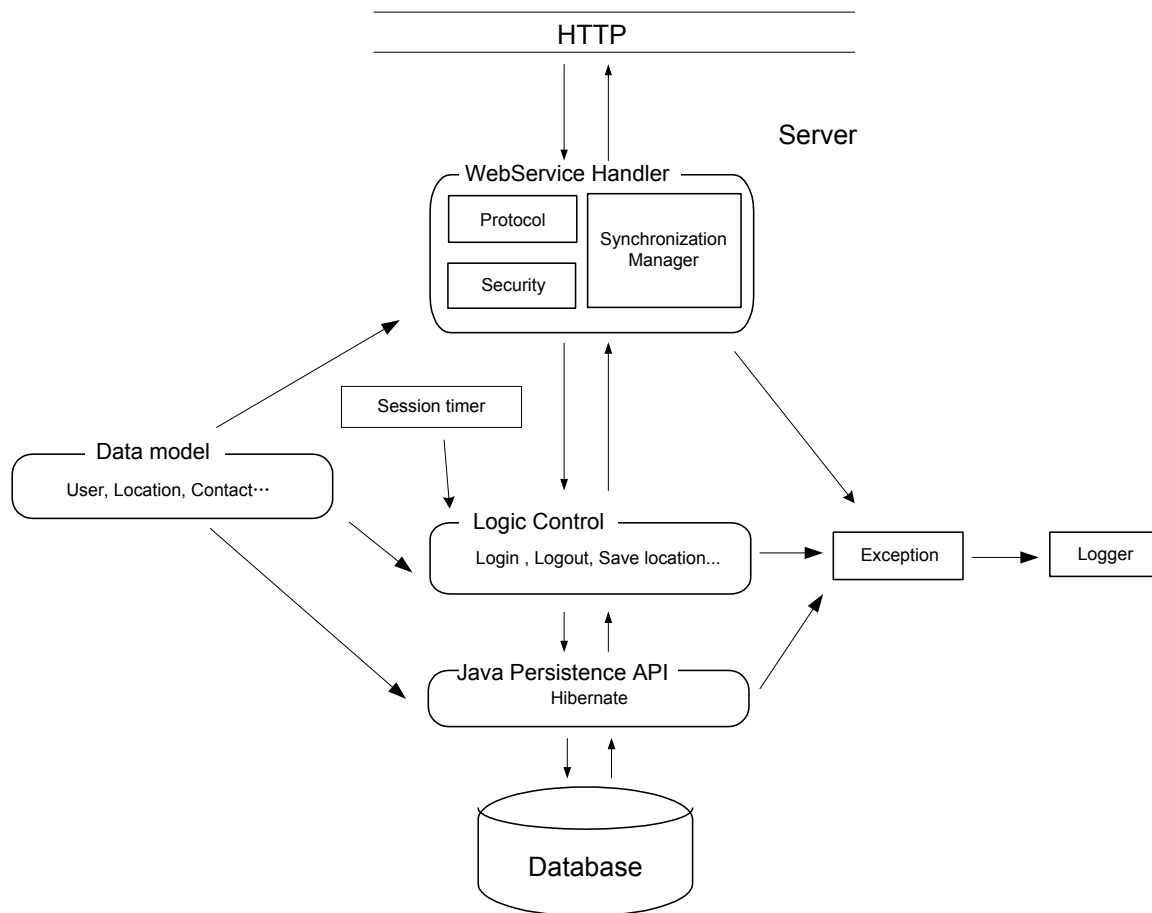 HTTP
Server
WebService Handler
Protocol
Synchronization
Manager
Security
Session timer
Data model
User, Location, Contact⋯
Logic Control
Login , Logout, Save location...
Exception
Logger
Java Persistence API
Hibernate
Database